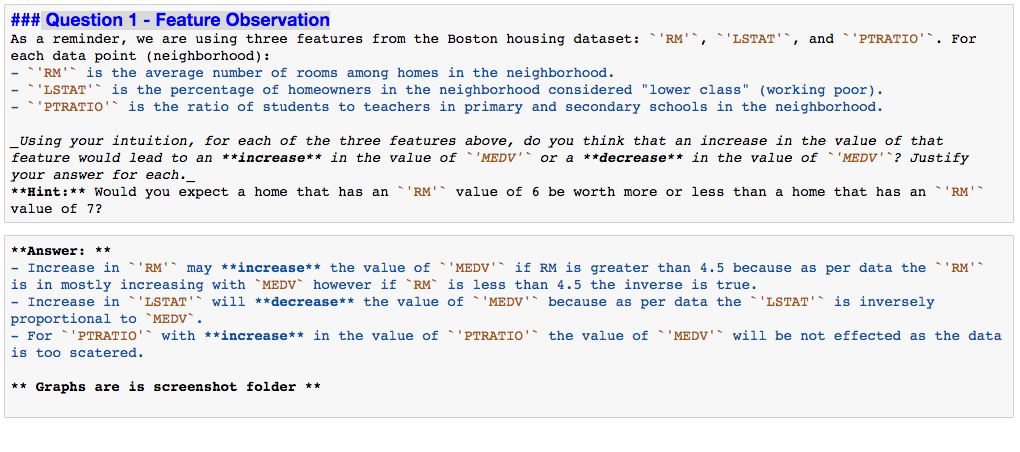 ### Question 1 - Feature Observation
As a reminder, we are using three features from the Boston housing dataset: `'RM'`, `'LSTAT'`, and `'PTRATIO'`. For
each data point (neighborhood):
- `'RM'` is the average number of rooms among homes in the neighborhood.
- `'LSTAT'` is the percentage of homeowners in the neighborhood considered "lower class" (working poor).
- `'PTRATIO'` is the ratio of students to teachers in primary and secondary schools in the neighborhood.
_Using your intuition, for each of the three features above, do you think that an increase in the value of that
feature would lead to an **increase** in the value of `'MEDV'` or a **decrease** in the value of `'MEDV'`? Justify
your answer for each._
**Hint:** Would you expect a home that has an `'RM'` value of 6 be worth more or less than a home that has an `'RM'`
value of 7?
**Answer: **
- Increase in `'RM'` may **increase** the value of `'MEDV'` if RM is greater than 4.5 because as per data the `'RM'`
is in mostly increasing with `MEDV` however if `RM` is less than 4.5 the inverse is true.
- Increase in `'LSTAT'` will **decrease** the value of `'MEDV'` because as per data the `'LSTAT'` is inversely
proportional to `MEDV`.
- For `'PTRATIO'` with **increase** in the value of `'PTRATIO'` the value of `'MEDV'` will be not effected as the data
is too scatered.
** Graphs are is screenshot folder **